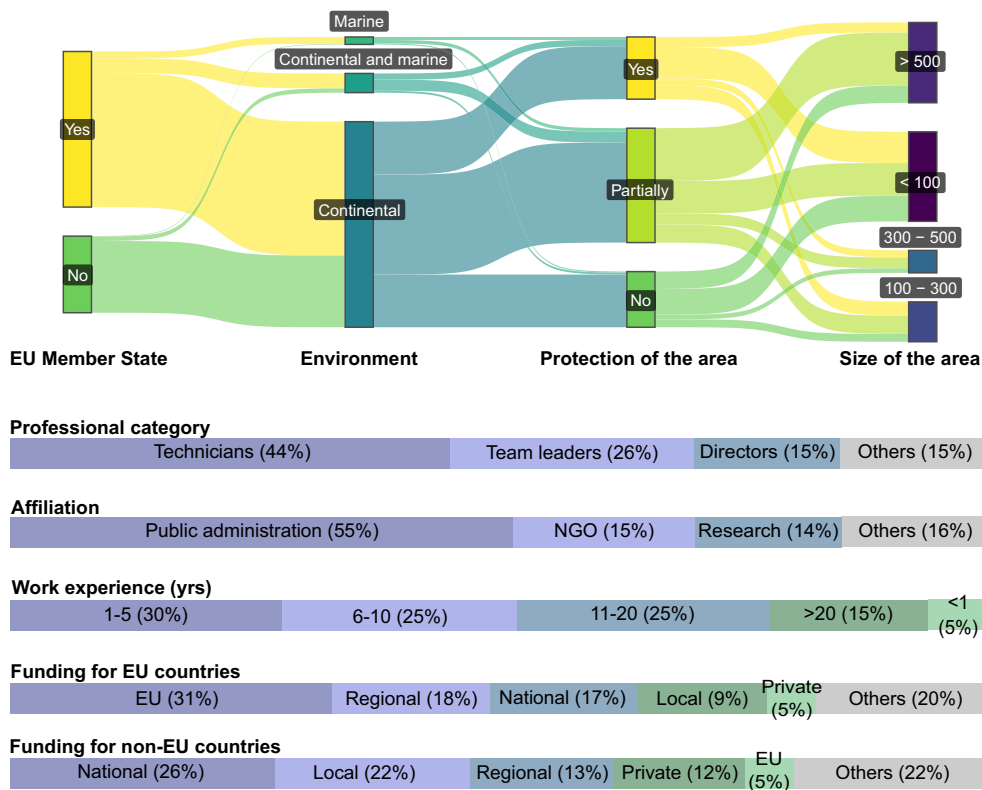 Marine
Continental and marine
Yes
Yes
> 500
Continental
Partially
< 100
300 − 500
No
No
100 − 300
EU Member State
Environment
Protection of the area
Size of the area
Professional category
Technicians (44%)
Team leaders (26%)
Directors (15%)
Others (15%)
Affiliation
Public administration (55%)
NGO (15%)
Research (14%)
Others (16%)
Work experience (yrs)
1-5 (30%)
6-10 (25%)
11-20 (25%)
>20 (15%)
<1
(5%)
Funding for EU countries
EU (31%)
Regional (18%)
National (17%)
Local (9%)
Private
(5%)
Others (20%)
Funding for non-EU countries
National (26%)
Local (22%)
Regional (13%)
Private (12%)
EU
(5%)
Others (22%)